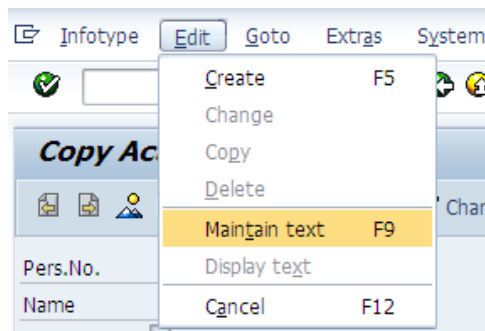 Infotype Edit Goto Extras System
Create F5
Change
Copy Ac
Copy
Delete
Maintain text F9
Char
Display text
Pers.No.
Name
Cancel F12